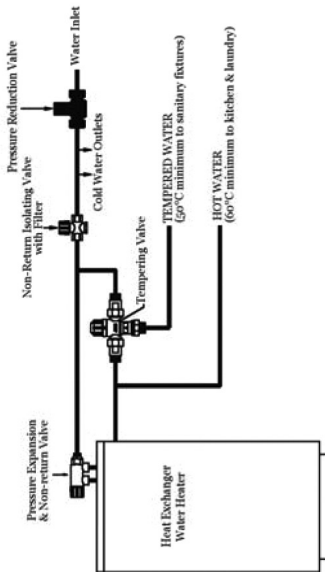 Pressure Reduction Valve
Water Inlet
Non-Return Isolating Valve
with Filter
Cold Water Outlets
Pressure Expansion
& Non-return Valve
Tempering Valve
TEMPERED WATER
(50°C minimum to sanitary fixtures)
HOT WATER
(60°C minimum to kitchen & laundry)
Heat Exchanger
Water Heater